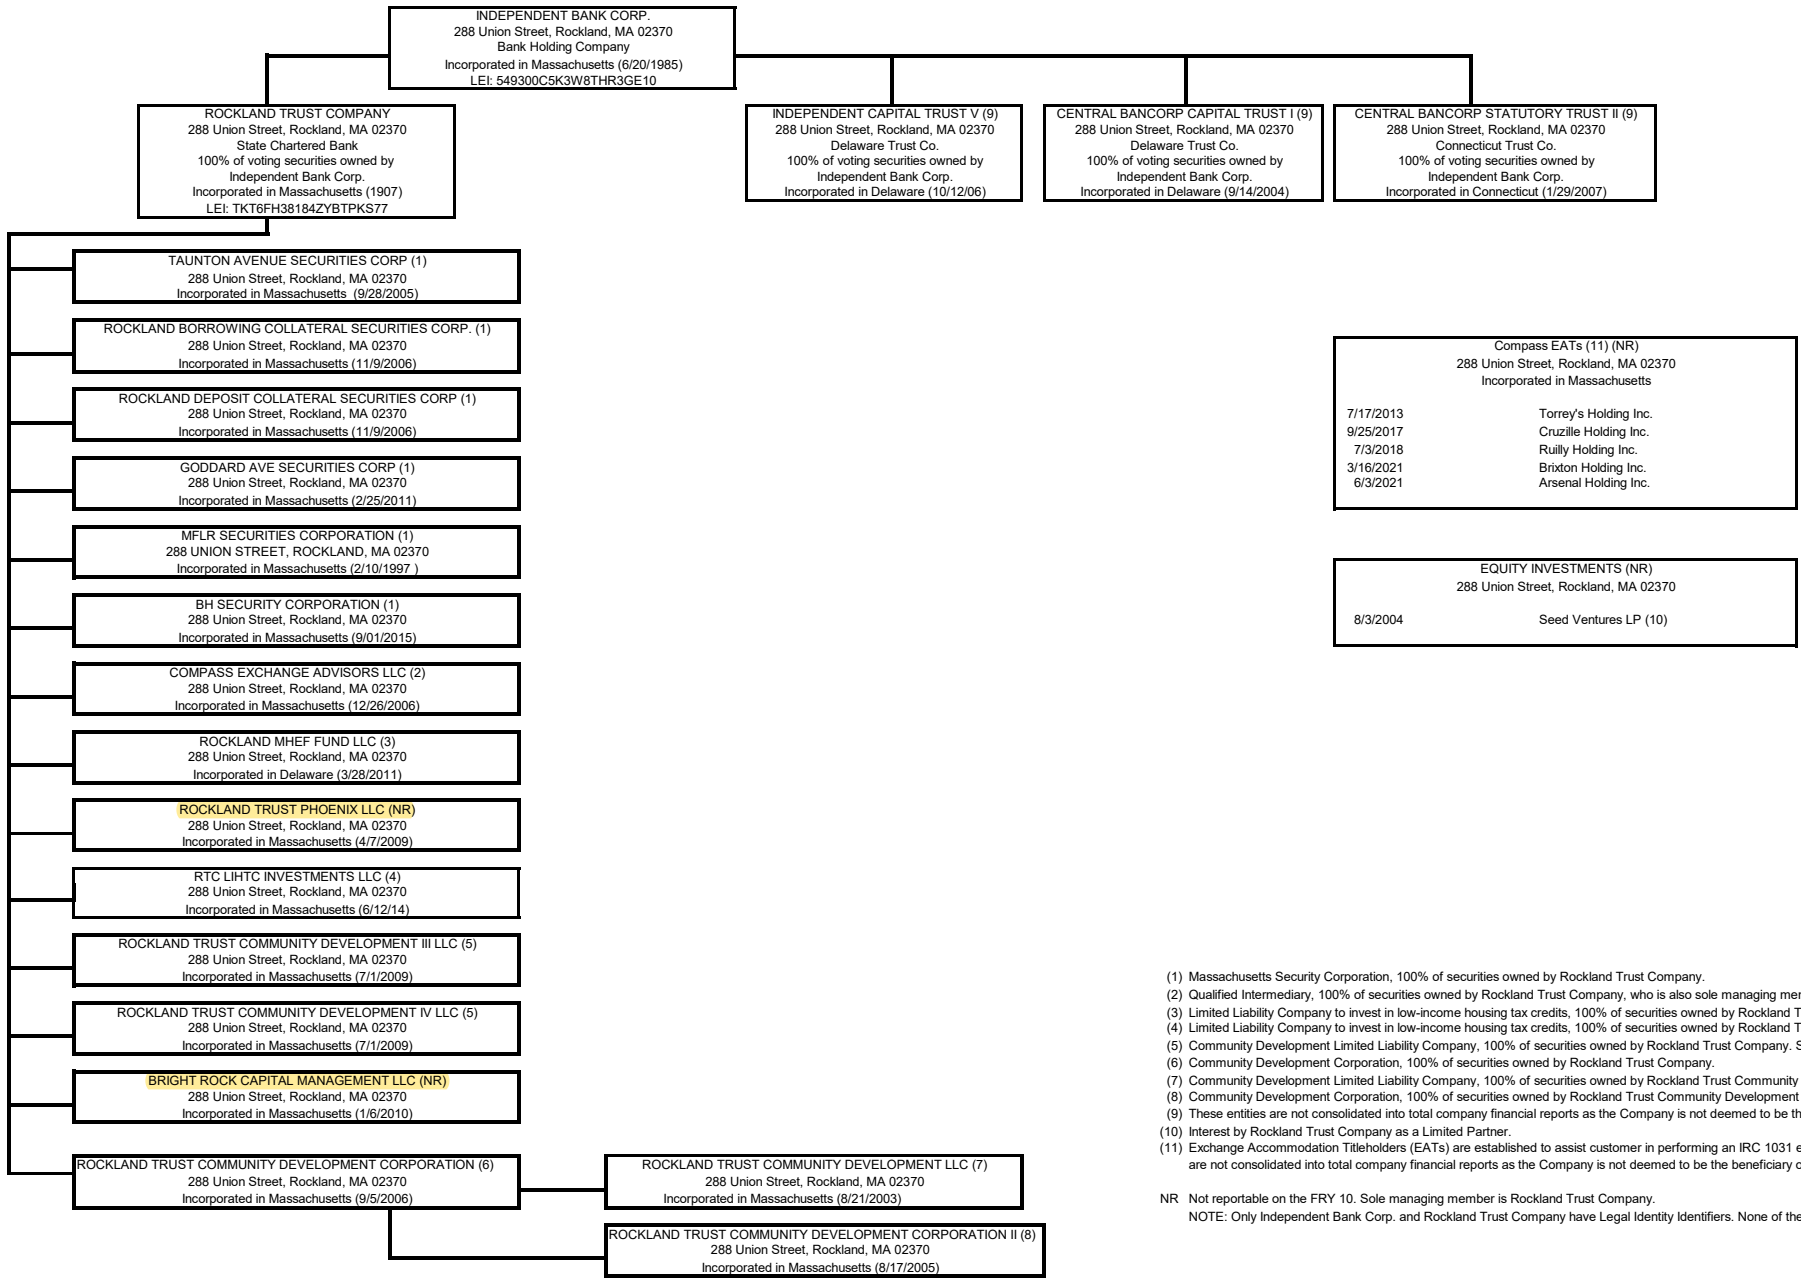 INDEPENDENT BANK CORP.
288 Union Street, Rockland, MA 02370
Bank Holding Company
Incorporated in Massachusetts (6/20/1985)
LEI: 549300C5K3W8THR3GE10
ROCKLAND TRUST COMPANY
288 Union Street, Rockland, MA 02370
State Chartered Bank
100% of voting securities owned by
Independent Bank Corp.
Incorporated in Massachusetts (1907)
LEI: TKT6FH38184ZYBTPKS77
INDEPENDENT CAPITAL TRUST V (9)
288 Union Street, Rockland, MA 02370
Delaware Trust Co.
100% of voting securities owned by
Independent Bank Corp.
Incorporated in Delaware (10/12/06)
CENTRAL BANCORP CAPITAL TRUST I (9)
288 Union Street, Rockland, MA 02370
Delaware Trust Co.
100% of voting securities owned by
Independent Bank Corp.
Incorporated in Delaware (9/14/2004)
CENTRAL BANCORP STATUTORY TRUST II (9)
288 Union Street, Rockland, MA 02370
Connecticut Trust Co.
100% of voting securities owned by
Independent Bank Corp.
Incorporated in Connecticut (1/29/2007)
TAUNTON AVENUE SECURITIES CORP (1)
288 Union Street, Rockland, MA 02370
Incorporated in Massachusetts (9/28/2005)
ROCKLAND BORROWING COLLATERAL SECURITIES CORP. (1)
288 Union Street, Rockland, MA 02370
Incorporated in Massachusetts (11/9/2006)
ROCKLAND DEPOSIT COLLATERAL SECURITIES CORP (1)
288 Union Street, Rockland, MA 02370
Incorporated in Massachusetts (11/9/2006)
GODDARD AVE SECURITIES CORP (1)
288 Union Street, Rockland, MA 02370
Incorporated in Massachusetts (2/25/2011)
MFLR SECURITIES CORPORATION (1)
288 UNION STREET, ROCKLAND, MA 02370
Incorporated in Massachusetts (2/10/1997 )
BH SECURITY CORPORATION (1)
288 Union Street, Rockland, MA 02370
Incorporated in Massachusetts (9/01/2015)
COMPASS EXCHANGE ADVISORS LLC (2)
288 Union Street, Rockland, MA 02370
Incorporated in Massachusetts (12/26/2006)
ROCKLAND MHEF FUND LLC (3)
288 Union Street, Rockland, MA 02370
Incorporated in Delaware (3/28/2011)
ROCKLAND TRUST PHOENIX LLC (NR)
288 Union Street, Rockland, MA 02370
Incorporated in Massachusetts (4/7/2009)
RTC LIHTC INVESTMENTS LLC (4)
288 Union Street, Rockland, MA 02370
Incorporated in Massachusetts (6/12/14)
ROCKLAND TRUST COMMUNITY DEVELOPMENT III LLC (5)
288 Union Street, Rockland, MA 02370
Incorporated in Massachusetts (7/1/2009)
ROCKLAND TRUST COMMUNITY DEVELOPMENT IV LLC (5)
288 Union Street, Rockland, MA 02370
Incorporated in Massachusetts (7/1/2009)
BRIGHT ROCK CAPITAL MANAGEMENT LLC (NR)
288 Union Street, Rockland, MA 02370
Incorporated in Massachusetts (1/6/2010)
ROCKLAND TRUST COMMUNITY DEVELOPMENT CORPORATION (6)
288 Union Street, Rockland, MA 02370
Incorporated in Massachusetts (9/5/2006)
ROCKLAND TRUST COMMUNITY DEVELOPMENT LLC (7)
288 Union Street, Rockland, MA 02370
Incorporated in Massachusetts (8/21/2003)
ROCKLAND TRUST COMMUNITY DEVELOPMENT CORPORATION II (8)
288 Union Street, Rockland, MA 02370
Incorporated in Massachusetts (8/17/2005)
Compass EATs (11) (NR)
288 Union Street, Rockland, MA 02370
Incorporated in Massachusetts
7/17/2013 Torrey's Holding Inc.
9/25/2017 Cruzille Holding Inc.
7/3/2018 Ruilly Holding Inc.
3/16/2021 Brixton Holding Inc.
6/3/2021 Arsenal Holding Inc.
EQUITY INVESTMENTS (NR)
288 Union Street, Rockland, MA 02370
8/3/2004 Seed Ventures LP (10)
(1) Massachusetts Security Corporation, 100% of securities owned by Rockland Trust Company.
(2) Qualified Intermediary, 100% of securities owned by Rockland Trust Company, who is also sole managing
(3) Limited Liability Company to invest in low-income housing tax credits, 100% of securities owned by Rockland
(4) Limited Liability Company to invest in low-income housing tax credits, 100% of securities owned by Rockland
(5) Community Development Limited Liability Company, 100% of securities owned by Rockland Trust Company.
(6) Community Development Corporation, 100% of securities owned by Rockland Trust Company.
(7) Community Development Limited Liability Company, 100% of securities owned by Rockland Trust Community
(8) Community Development Corporation, 100% of securities owned by Rockland Trust Community Development
(9) These entities are not consolidated into total company financial reports as the Company is not deemed to be
(10) Interest by Rockland Trust Company as a Limited Partner.
(11) Exchange Accommodation Titleholders (EATs) are established to assist customer in performing an IRC 1031
are not consolidated into total company financial reports as the Company is not deemed to be the beneficiary
NR Not reportable on the FRY 10. Sole managing member is Rockland Trust Company.
NOTE: Only Independent Bank Corp. and Rockland Trust Company have Legal Identity Identifiers. None of the